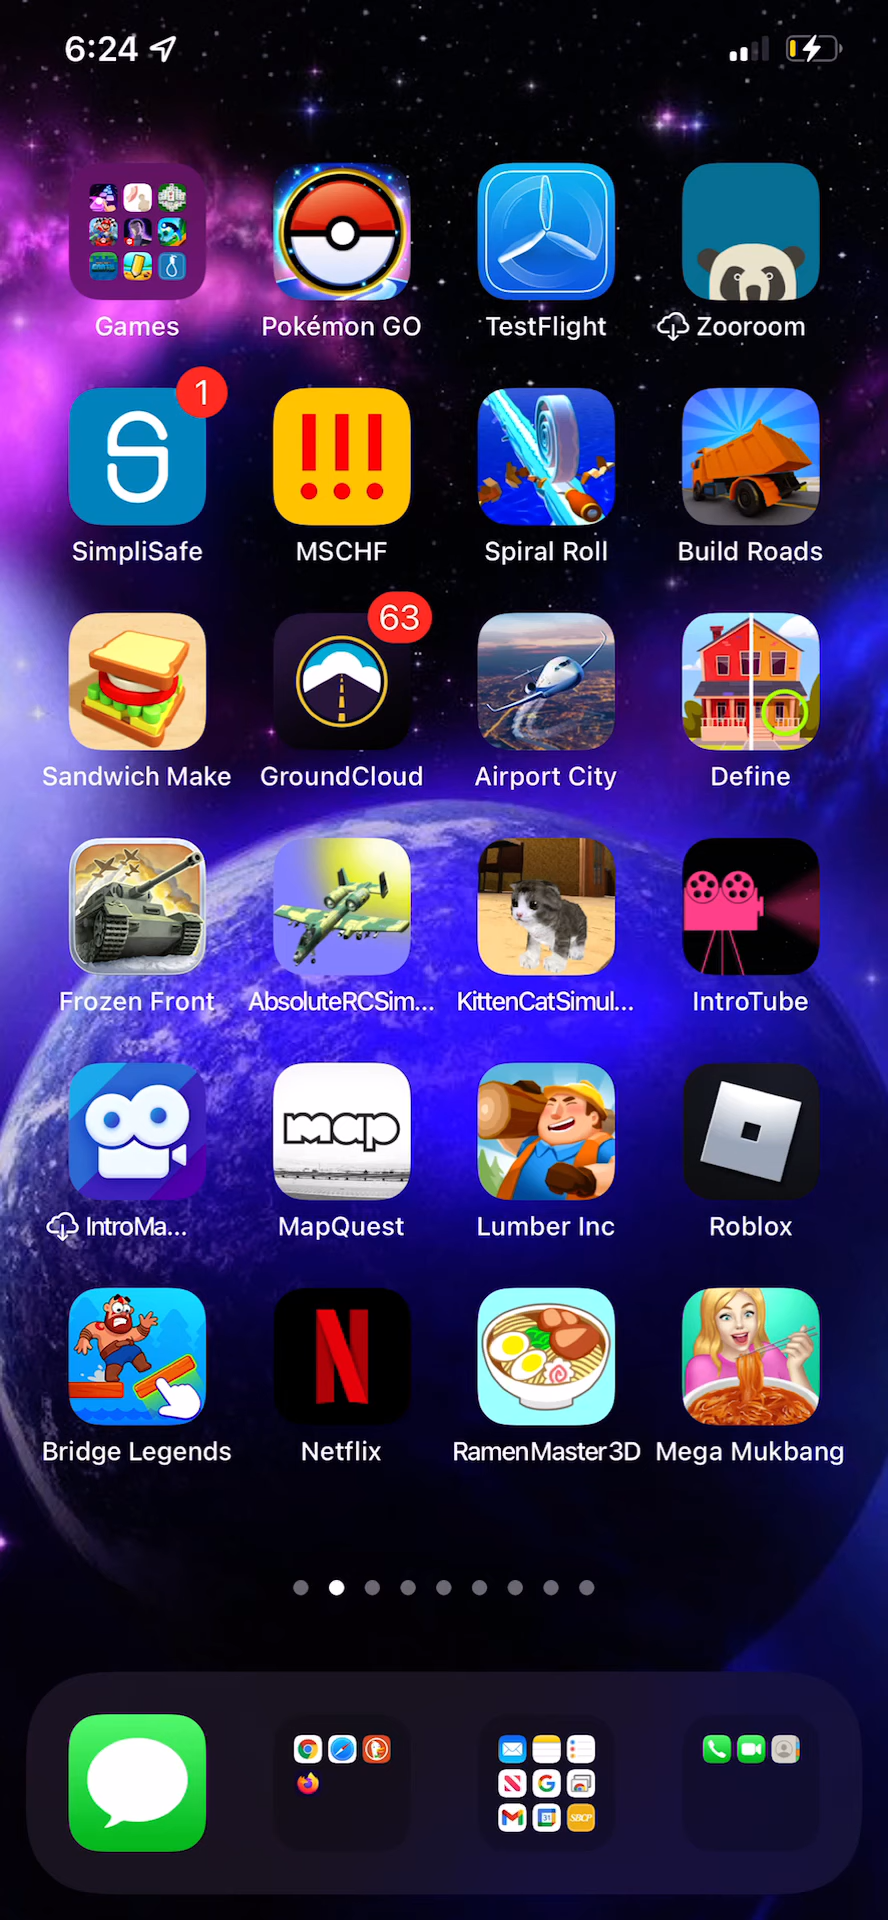 6:24
Games
Pokémon GO
TestFlight
Zooroom
1
SimpliSafe
MSCHF
Spiral Roll
Build Roads
63
Sandwich Make
GroundCloud
Airport City
Define
Frozen Front
AbsoluteRCSim...
KittenCatSimul...
IntroTube
IntroMa...
map
MapQuest
Lumber Inc
Roblox
Bridge Legends
N
Netflix
RamenMaster3D
Mega Mukbang
31
SBCP